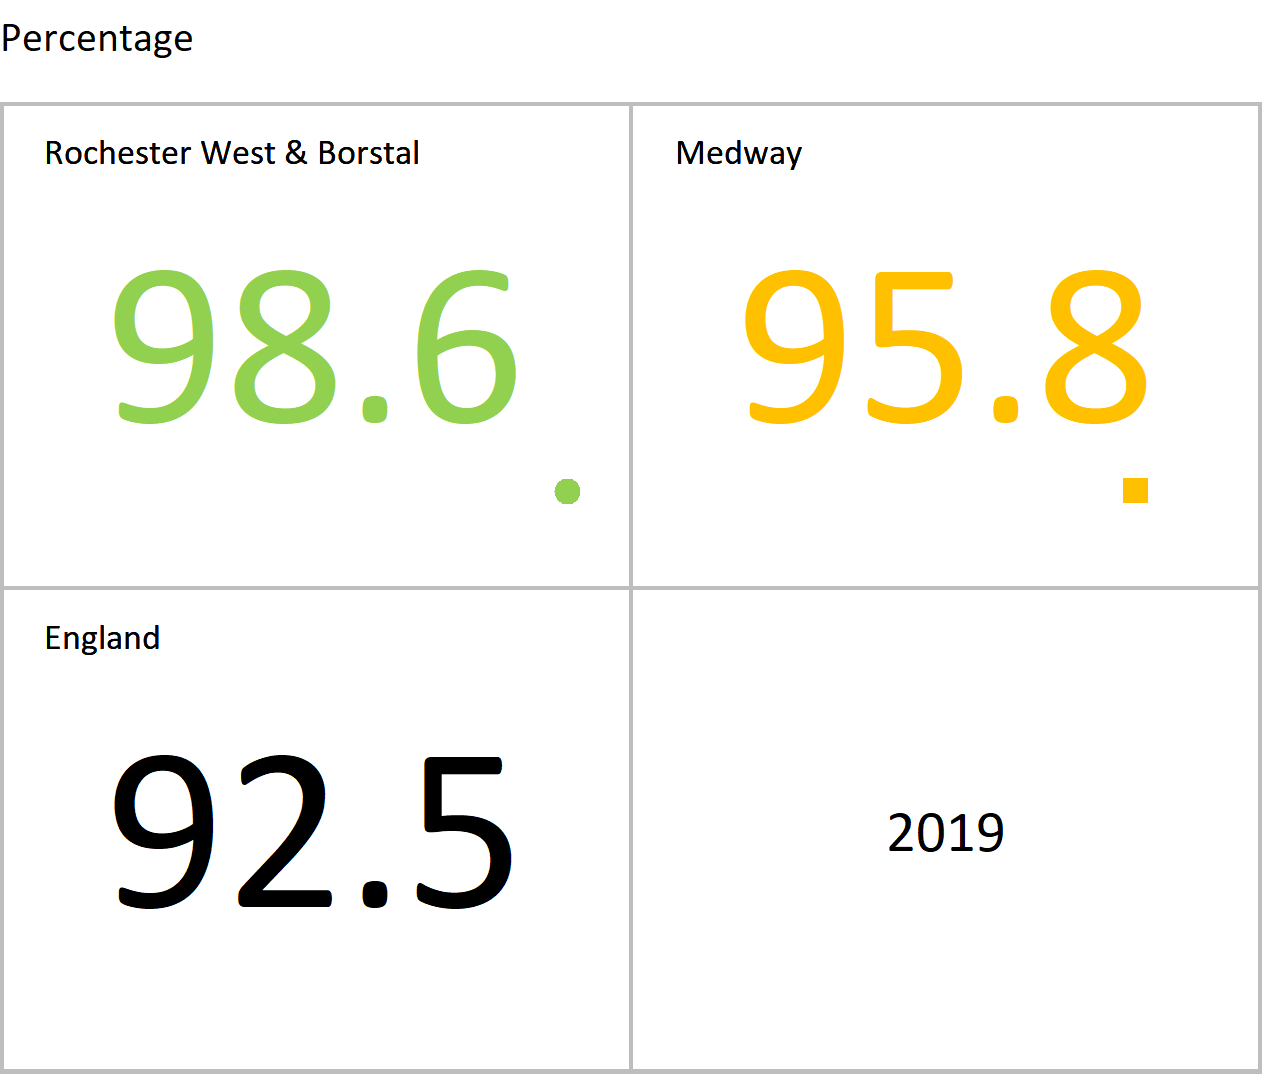 Percentage
Rochester West & Borstal
98.6
Medway
95.8
England
92.5
2019